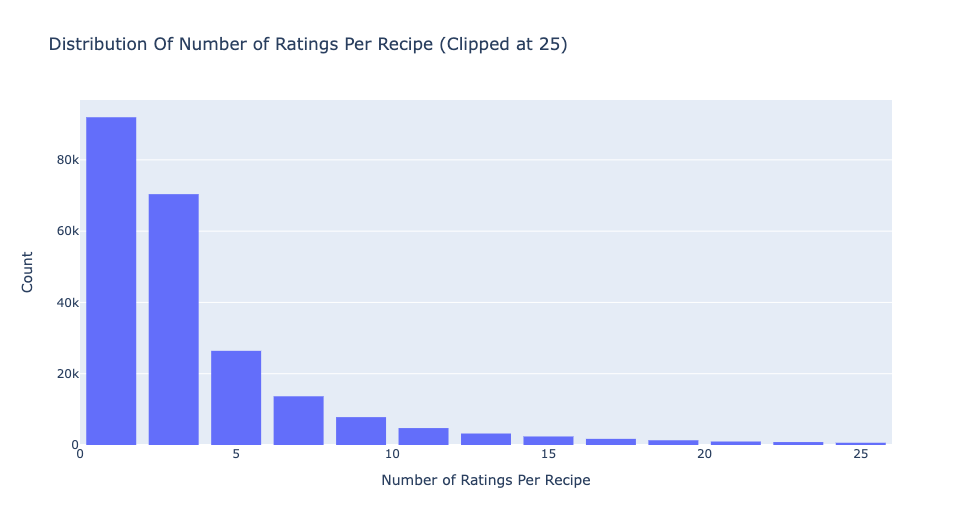 Distribution Of Number of Ratings Per Recipe (Clipped at 25)
Count
80k
60k
40k
20k
0
0 5 10 15 20 25
Number of Ratings Per Recipe